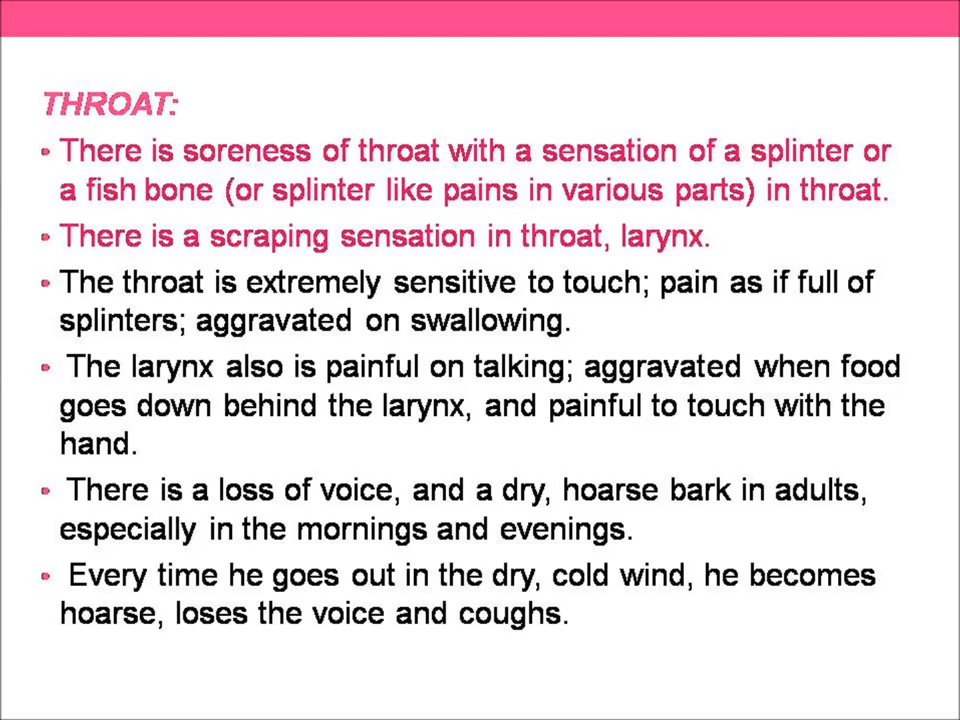 THROAT:
• There is soreness of throat with a sensation of a splinter or
a fish bone (or splinter like pains in various parts) in throat.
• There is a scraping sensation in throat, larynx.
• The throat is extremely sensitive to touch; pain as if full of
splinters; aggravated on swallowing.
• The larynx also is painful on talking; aggravated when food
goes down behind the larynx, and painful to touch with the
hand.
• There is a loss of voice, and a dry, hoarse bark in adults,
especially in the mornings and evenings.
• Every time he goes out in the dry, cold wind, he becomes
hoarse, loses the voice and coughs.